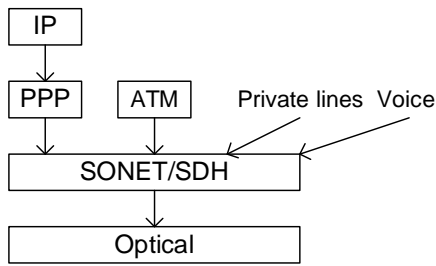 IP
PPP
ATM
Private lines
Voice
SONET/SDH
Optical